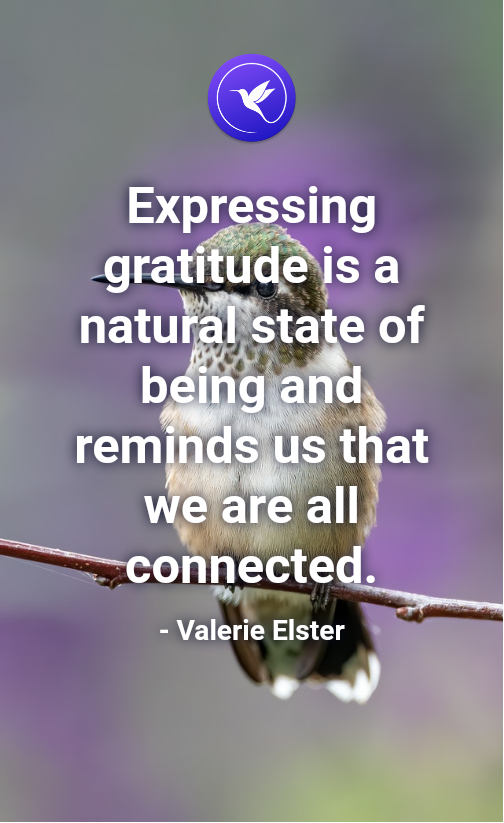 Expressing
gratitude is a
natural state of
being and
reminds us that
we are all
connected.
- Valerie Elster